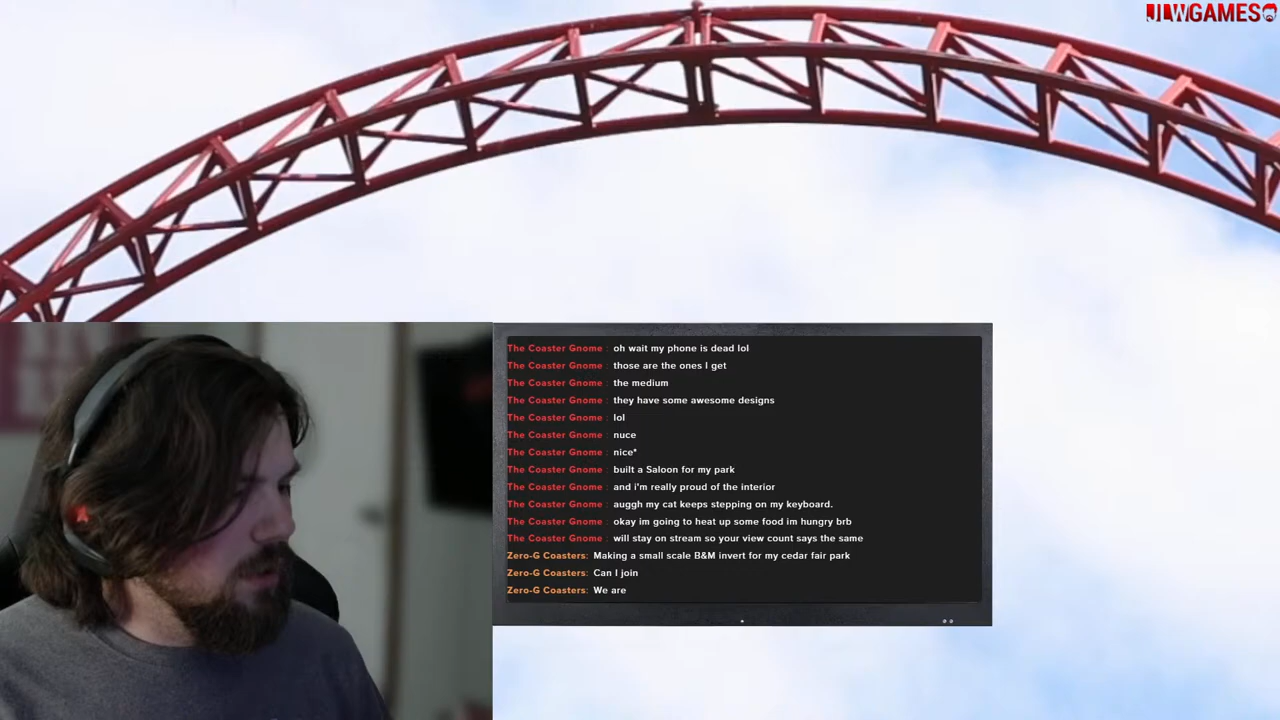 JLWGAMES
The Coaster Gnome : oh wait my phone is dead lol
The Coaster Gnome : those are the ones I get
The Coaster Gnome : the medium
The Coaster Gnome : they have some awesome designs
The Coaster Gnome : lol
The Coaster Gnome : nuce
The Coaster Gnome : nice*
The Coaster Gnome : built a Saloon for my park
The Coaster Gnome : and i'm really proud of the interior
The Coaster Gnome : auggh my cat keeps stepping on my keyboard.
The Coaster Gnome : okay im going to heat up some food im hungry brb
The Coaster Gnome : will stay on stream so your view count says the same
Zero-G Coasters: Making a small scale B&M invert for my cedar fair park
Zero-G Coasters: Can I join
Zero-G Coasters: We are